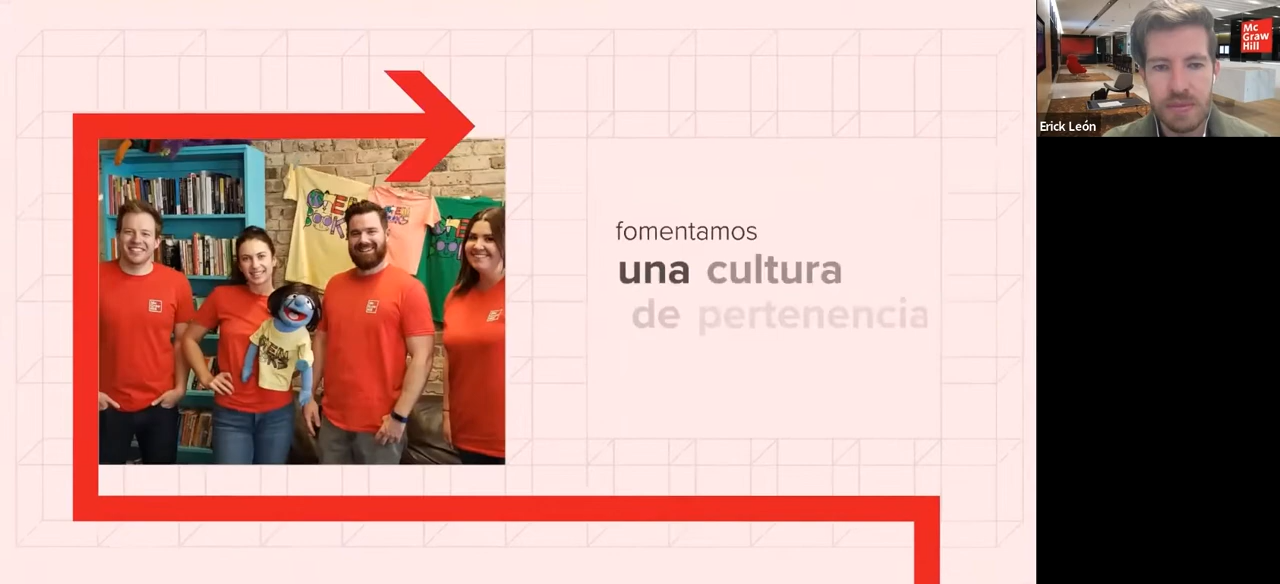 fomentamos
una cultura
de pertenencia
Mc
Graw
Hill
Erick León